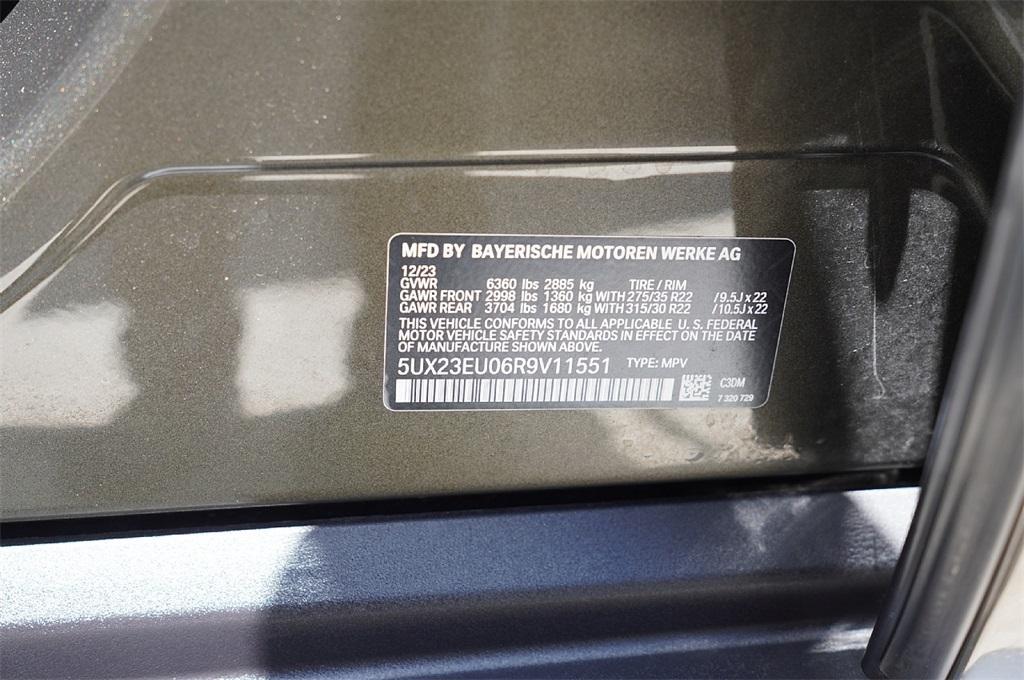 MFD BY BAYERISCHE MOTOREN WERKE AG
12/23
GVWR 6360 lbs 2885 kg TIRE / RIM
GAWR FRONT 2998 lbs 1360 kg WITH 275/35 R22 / 9.5J x 22
GAWR REAR 3704 lbs 1680 kg WITH 315/30 R22 / 10.5J x 22
THIS VEHICLE CONFORMS TO ALL APPLICABLE U. S. FEDERAL
MOTOR VEHICLE SAFETY STANDARDS IN EFFECT ON THE DATE
OF MANUFACTURE SHOWN ABOVE.
5UX23EU06R9V11551 TYPE: MPV
C3DM
7 320 729